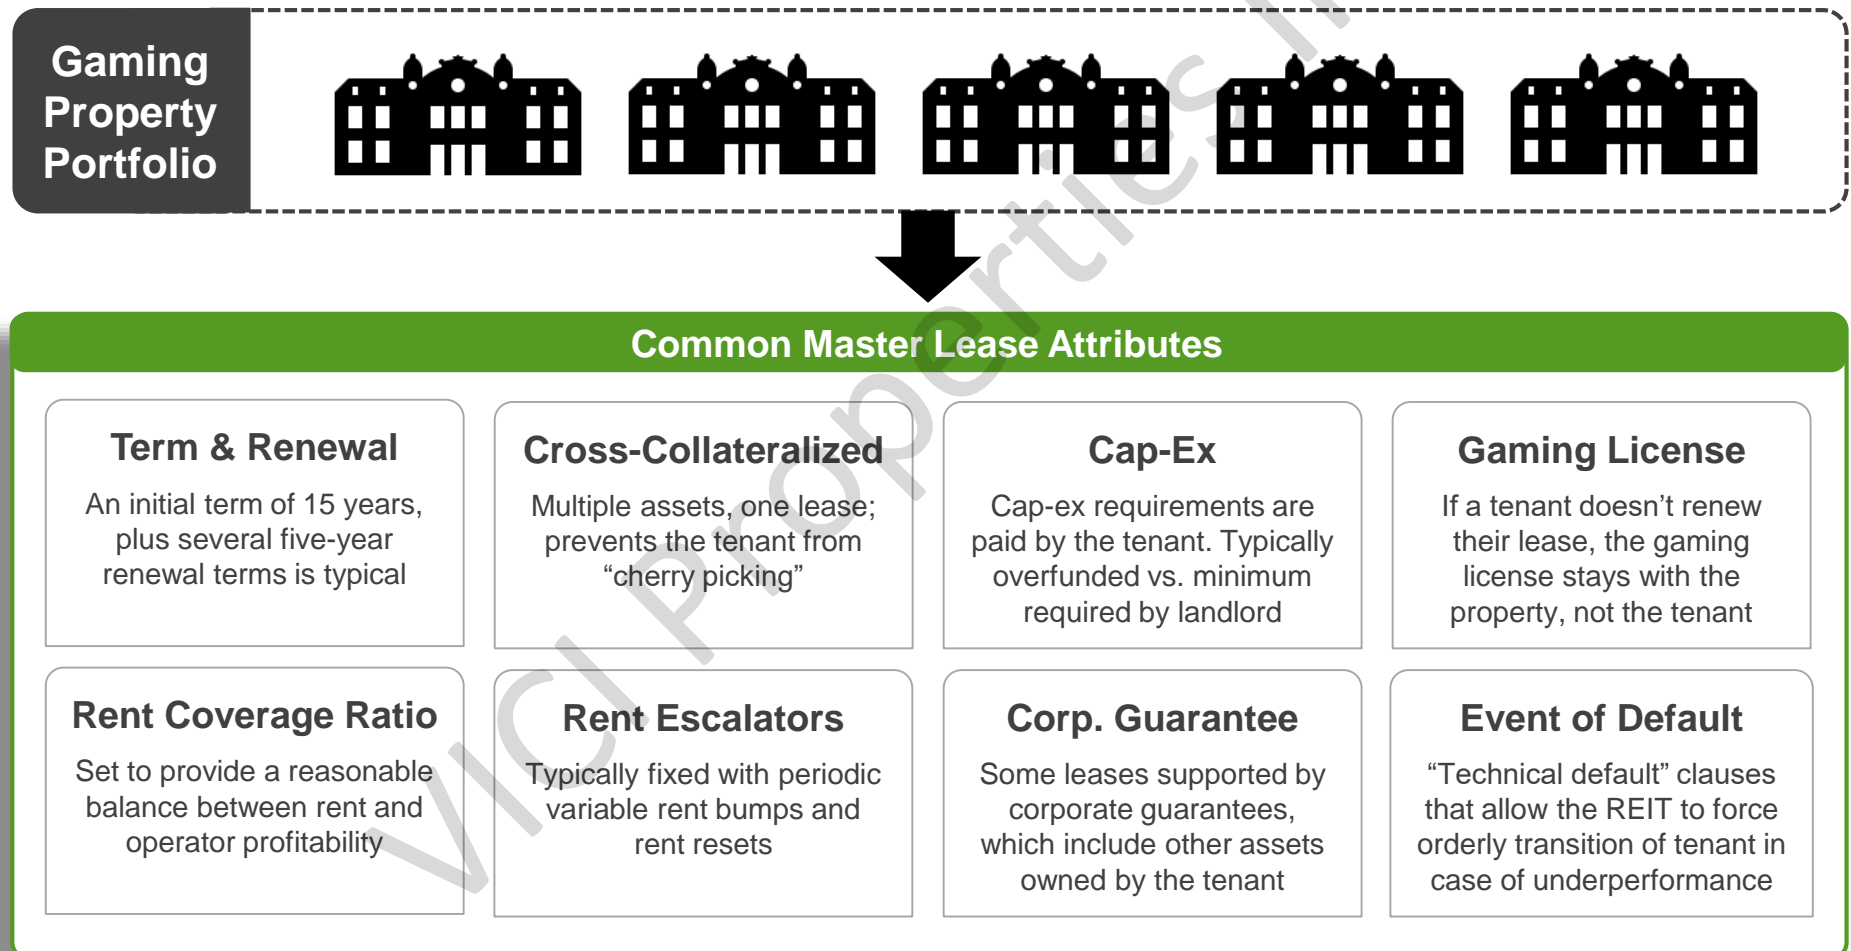 Gaming
Property
Portfolio
Common Master Lease Attributes
Term & Renewal
An initial term of 15 years,
plus several five-year
renewal terms is typical
Cross-Collateralized
Multiple assets, one lease;
prevents the tenant from
“cherry picking”
Cap-Ex
Cap-ex requirements are
paid by the tenant. Typically
overfunded vs. minimum
required by landlord
Gaming License
If a tenant doesn’t renew
their lease, the gaming
license stays with the
property, not the tenant
Rent Coverage Ratio
Set to provide a reasonable
balance between rent and
operator profitability
Rent Escalators
Typically fixed with periodic
variable rent bumps and
rent resets
Corp. Guarantee
Some leases supported by
corporate guarantees,
which include other assets
owned by the tenant
Event of Default
“Technical default” clauses
that allow the REIT to force
orderly transition of tenant in
case of underperformance
VICI Properties